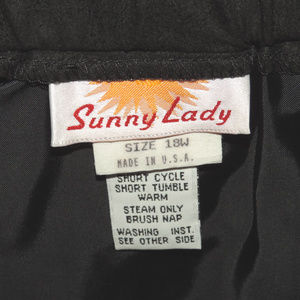 Sunny Lady
SIZE 18W
MADE IN U.S.A.
SHORT CYCLE
SHORT TUMBLE
WARM
STEAM ONLY
BRUSH NAP
WASHING INST.
SEE OTHER SIDE